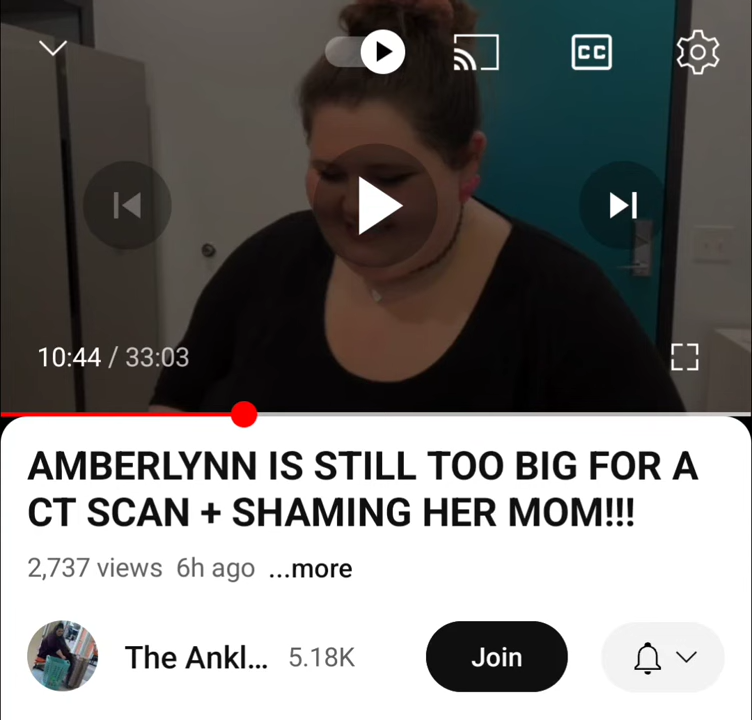 CC
10:44 / 33:03
AMBERLYNN IS STILL TOO BIG FOR A
CT SCAN + SHAMING HER MOM!!!
2,737 views 6h ago ...more
The Ankl... 5.18K Join